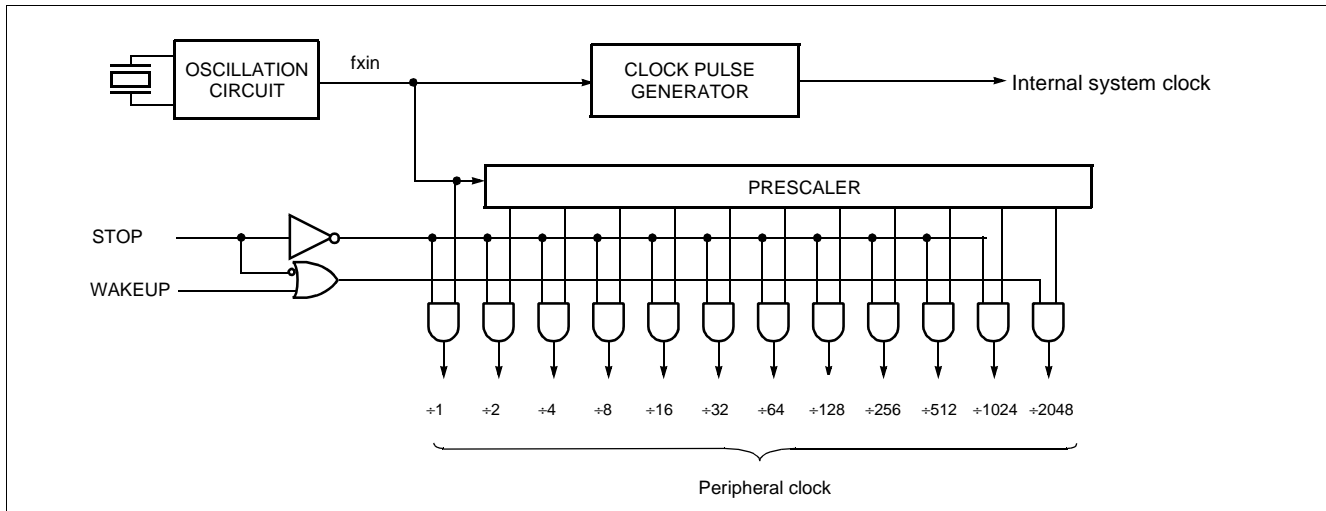 OSCILLATION
CIRCUIT
fxin
CLOCK PULSE
GENERATOR
Internal system clock
PRESCALER
STOP
WAKEUP
÷1 ÷2 ÷4 ÷8 ÷16 ÷32 ÷64 ÷128 ÷256 ÷512 ÷1024 ÷2048
Peripheral clock